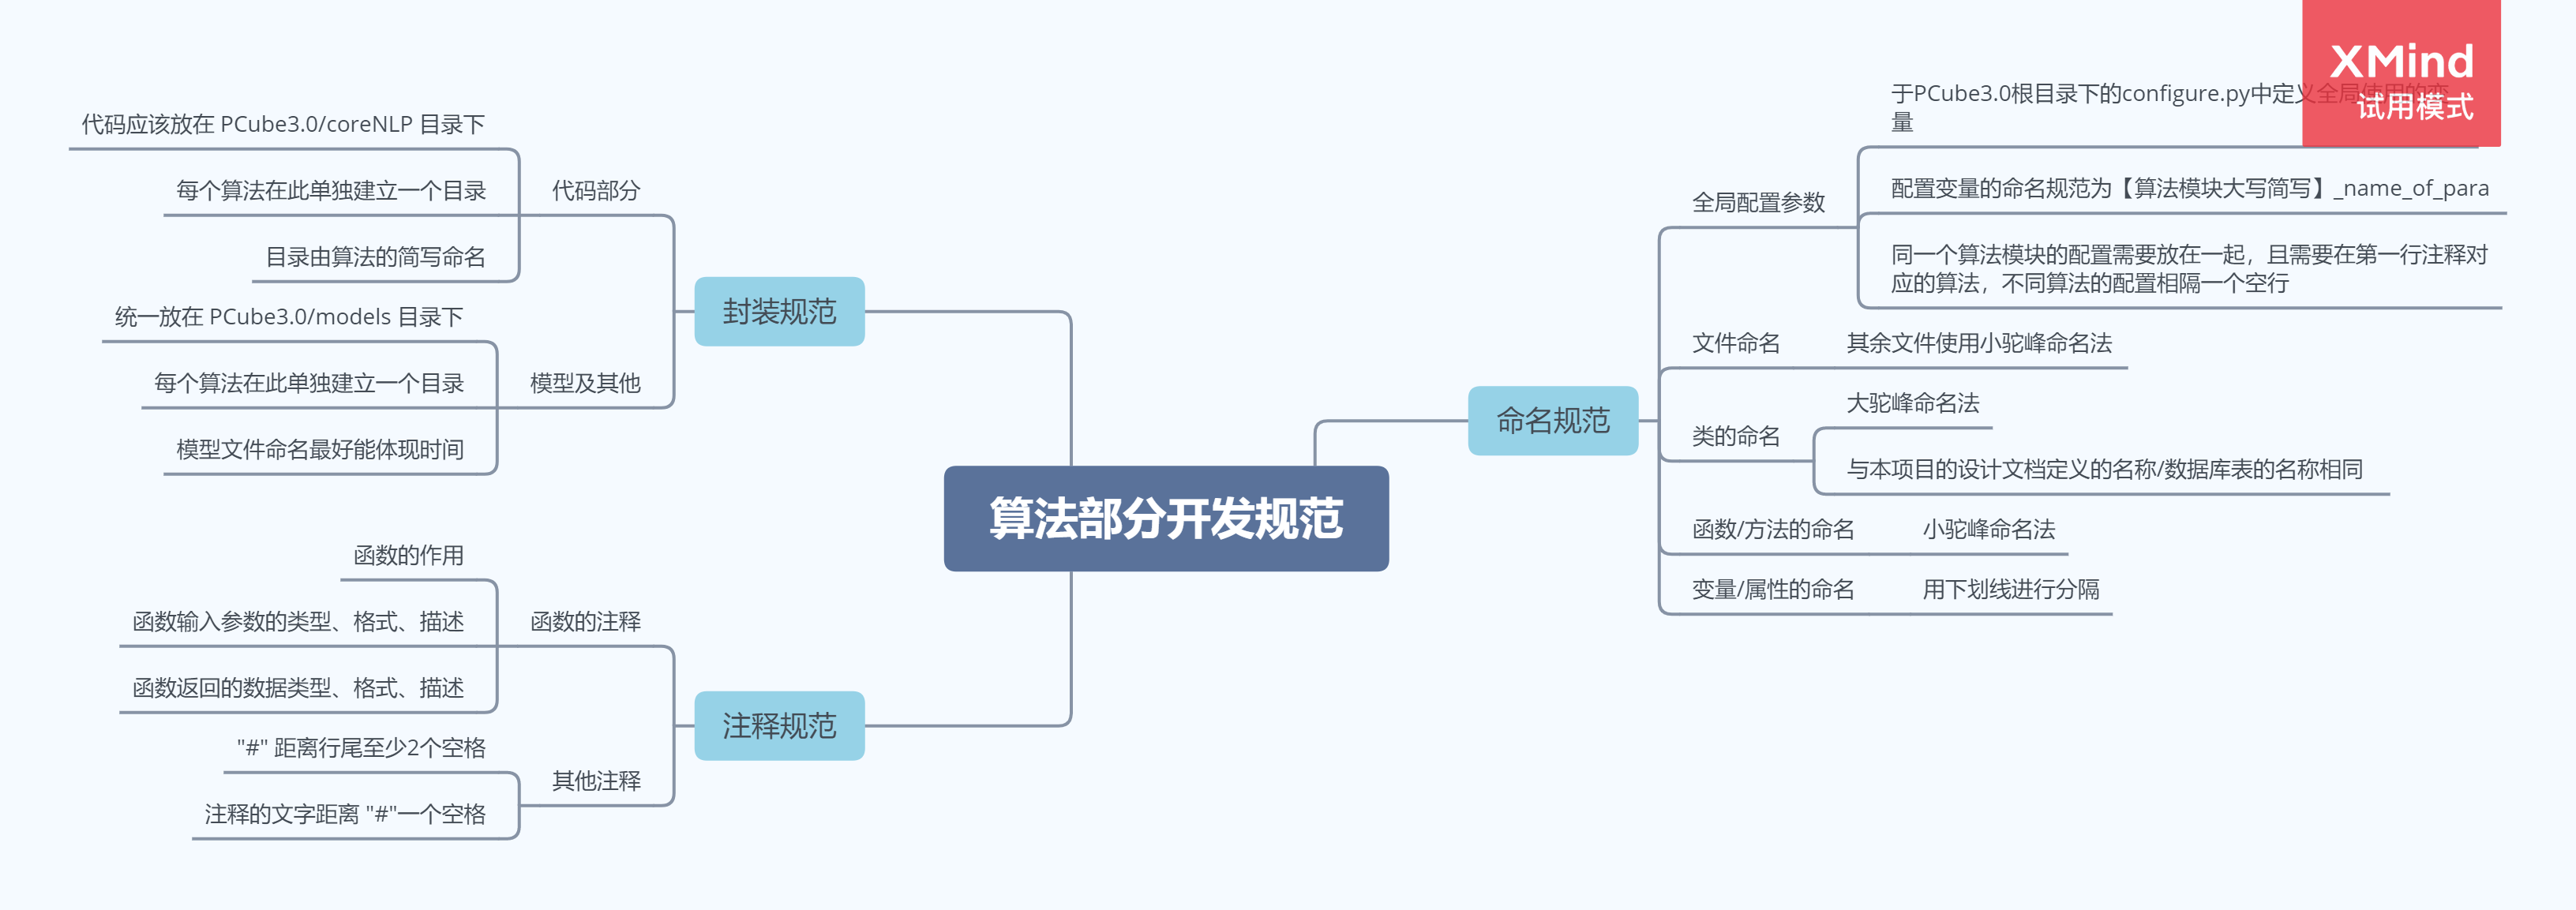 算法部分开发规范
命名规范
全局配置参数
于PCube3.0根目录下的configure.py中定义全局使用的变
量
配置变量的命名规范为【算法模块大写简写】_name_of_para
同一个算法模块的配置需要放在一起，且需要在第一行注释对
应的算法，不同算法的配置相隔一个空行
文件命名
其余文件使用小驼峰命名法
类的命名
大驼峰命名法
与本项目的设计文档定义的名称/数据库表的名称相同
函数/方法的命名
小驼峰命名法
变量/属性的命名
用下划线进行分隔
封装规范
代码部分
代码应该放在 PCube3.0/coreNLP 目录下
每个算法在此单独建立一个目录
目录由算法的简写命名
模型及其他
统一放在 PCube3.0/models 目录下
每个算法在此单独建立一个目录
模型文件命名最好能体现时间
注释规范
函数的注释
函数的作用
函数输入参数的类型、格式、描述
函数返回的数据类型、格式、描述
其他注释
"#" 距离行尾至少2个空格
注释的文字距离 "#"一个空格
XMind
试用模式